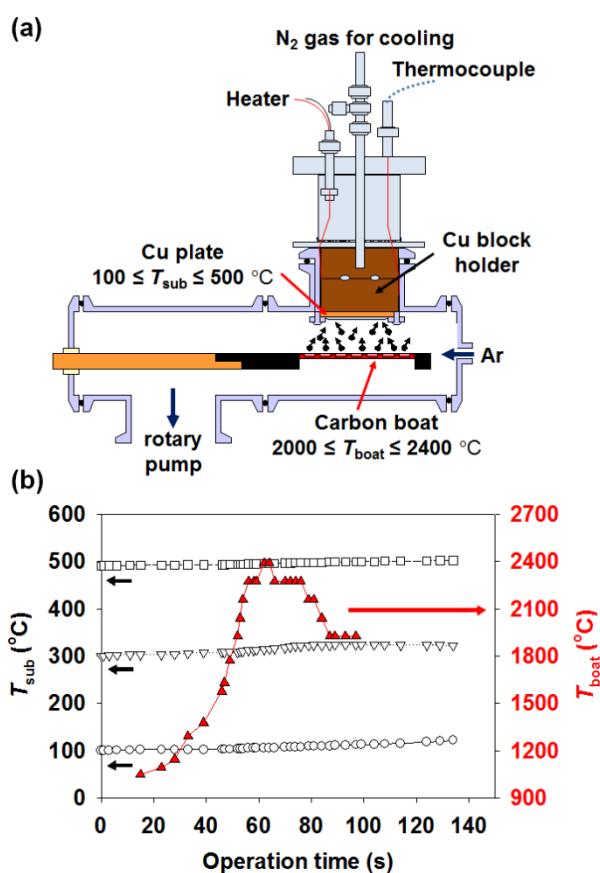 (a)
N2 gas for cooling
Thermocouple
Heater
Cu plate
100 ≤ Tsub ≤ 500 °C
Cu block
holder
Ar
rotary
pump
Carbon boat
2000 ≤ Tboat ≤ 2400 °C
(b)
600
500
400
300
200
100
0
Tsub (°C)
2700
2400
2100
1800
1500
1200
900
Tboat (°C)
0 20 40 60 80 100 120 140
Operation time (s)